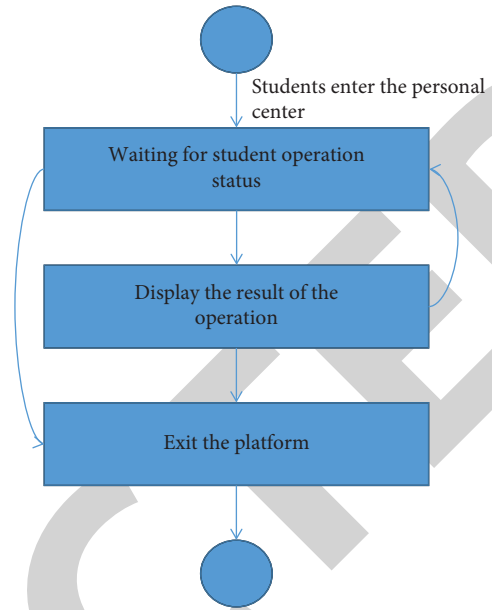 Students enter the personal
center
Waiting for student operation
status
Display the result of the
operation
Exit the platform